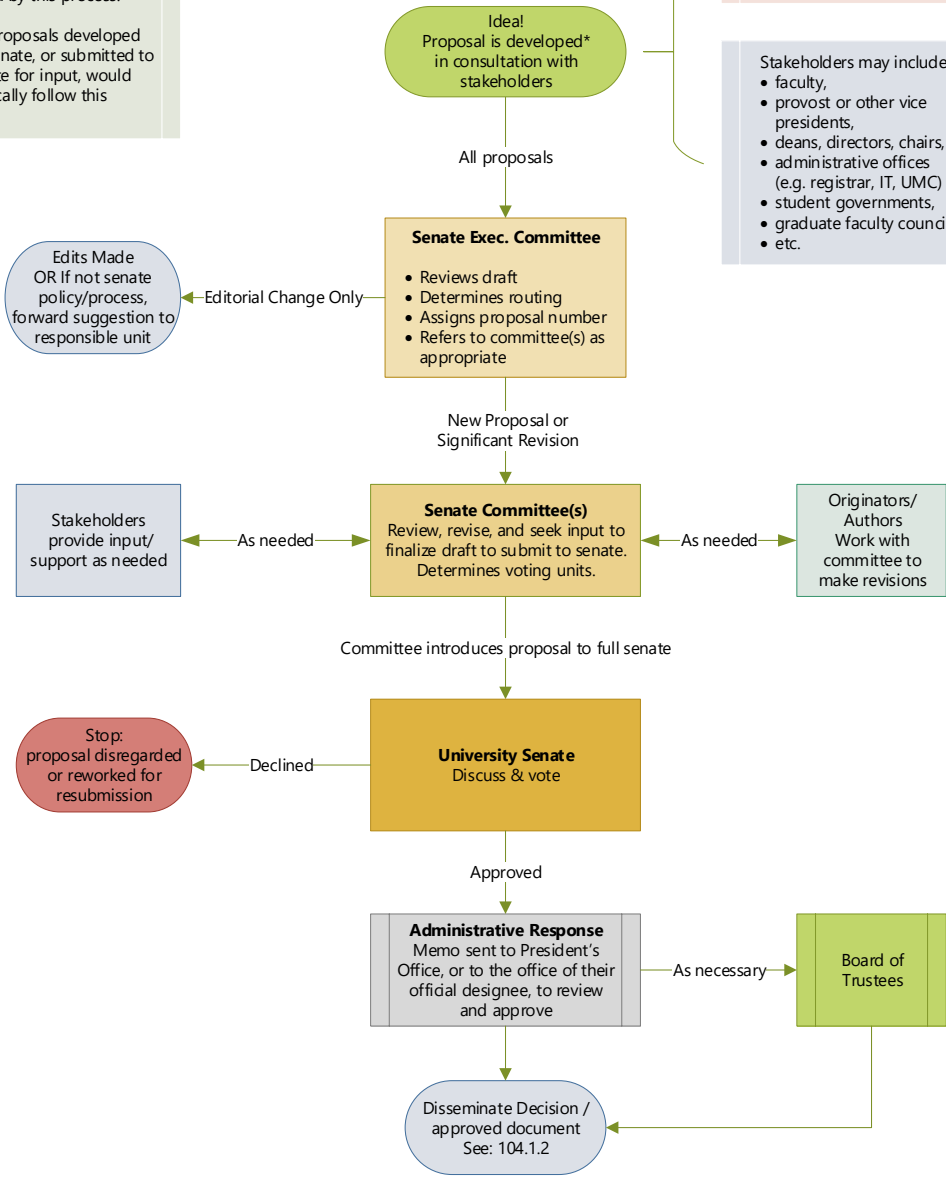 by this process.
roposals developed
nate, or submitted to
e for input, would
cally follow this
Idea!
Proposal is developed*
in consultation with
stakeholders
Stakeholders may include
• faculty,
• provost or other vice
presidents,
• deans, directors, chairs,
• administrative offices
(e.g. registrar, IT, UMC)
• student governments,
• graduate faculty counci
• etc.
All proposals
Senate Exec. Committee
• Reviews draft
• Determines routing
• Assigns proposal number
• Refers to committee(s) as
appropriate
Editorial Change Only
Edits Made
OR If not senate
policy/process,
forward suggestion to
responsible unit
New Proposal or
Significant Revision
Stakeholders
provide input/
support as needed
As needed
Senate Committee(s)
Review, revise, and seek input to
finalize draft to submit to senate.
Determines voting units.
As needed
Originators/
Authors
Work with
committee to
make revisions
Committee introduces proposal to full senate
Stop:
proposal disregarded
or reworked for
resubmission
Declined
University Senate
Discuss & vote
Approved
Administrative Response
Memo sent to President's
Office, or to the office of their
official designee, to review
and approve
As necessary
Board of
Trustees
Disseminate Decision /
approved document
See: 104.1.2